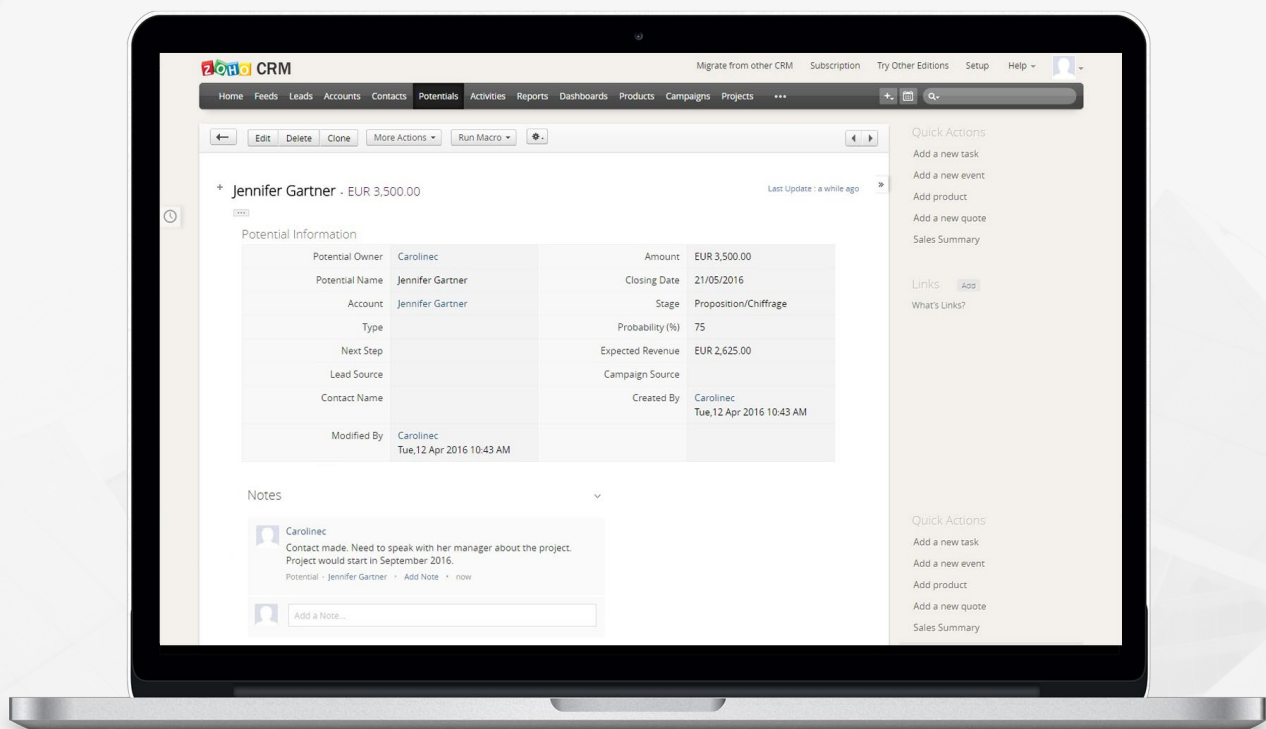 ZOHO CRM
Migrate from other CRM Subscription Try Other Editions Setup Help
Home Feeds Leads Accounts Contacts Potentials Activities Reports Dashboards Products Campaigns Projects
Edit Delete Clone More Actions Run Macro
Jennifer Gartner - EUR 3,500.00
Last Update : a while ago
Potential Information
Potential Owner Carolinec Amount EUR 3,500.00
Potential Name Jennifer Gartner Closing Date 21/05/2016
Account Jennifer Gartner Stage Proposition/Chiffrage
Type Probability (%) 75
Next Step Expected Revenue EUR 2,625.00
Lead Source Campaign Source
Contact Name Created By Carolinec
Tue,12 Apr 2016 10:43 AM
Modified By Carolinec
Tue,12 Apr 2016 10:43 AM
Notes
Carolinec
Contact made. Need to speak with her manager about the project.
Project would start in September 2016.
Potential - Jennifer Gartner • Add Note • now
Add a Note...
Quick Actions
Add a new task
Add a new event
Add product
Add a new quote
Sales Summary
Links Add
What's Links?
Quick Actions
Add a new task
Add a new event
Add product
Add a new quote
Sales Summary